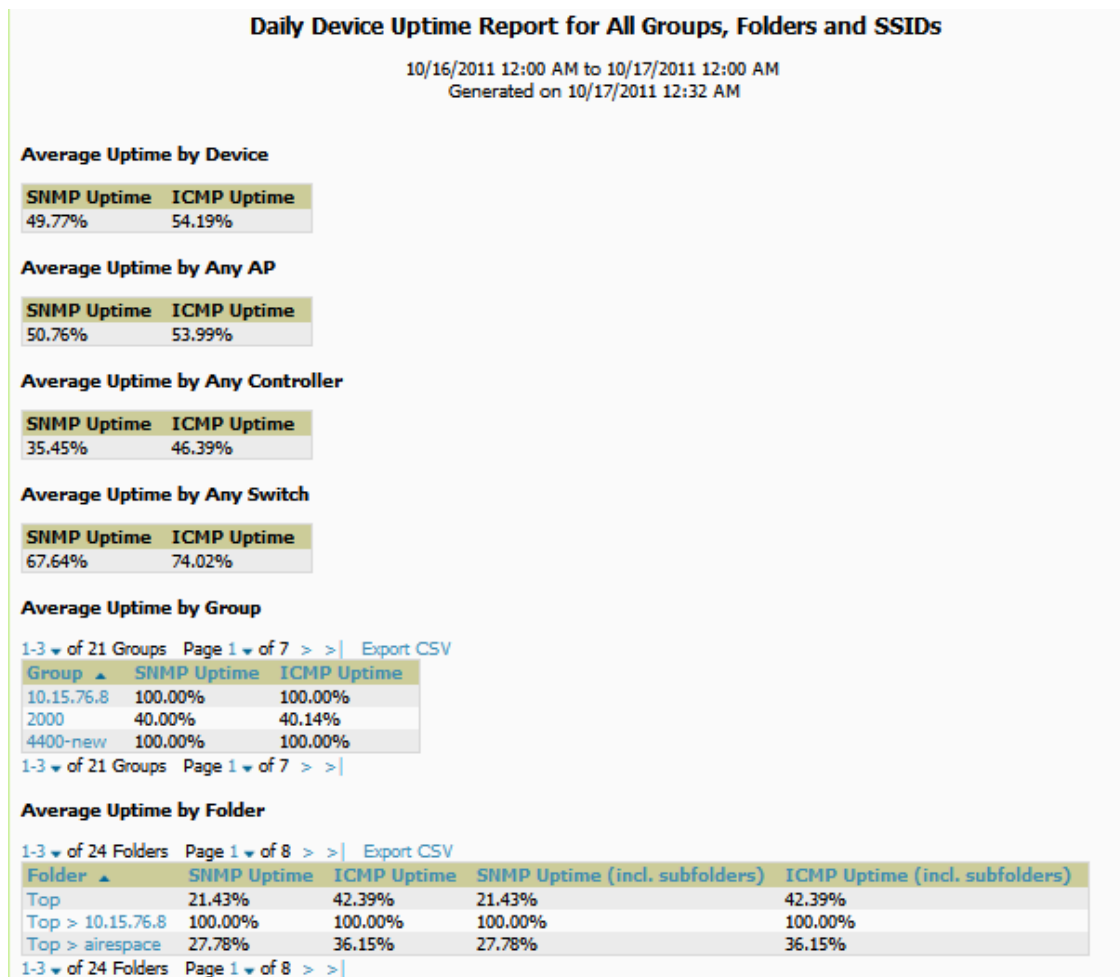 Daily Device Uptime Report for All Groups, Folders and SSIDs
10/16/2011 12:00 AM to 10/17/2011 12:00 AM
Generated on 10/17/2011 12:32 AM
Average Uptime by Device
SNMP Uptime ICMP Uptime
49.77% 54.19%
Average Uptime by Any AP
SNMP Uptime ICMP Uptime
50.76% 53.99%
Average Uptime by Any Controller
SNMP Uptime ICMP Uptime
35.45% 46.39%
Average Uptime by Any Switch
SNMP Uptime ICMP Uptime
67.64% 74.02%
Average Uptime by Group
1-3 of 21 Groups Page 1 of 7 > >| Export CSV
Group SNMP Uptime ICMP Uptime
10.15.76.8 100.00% 100.00%
2000 40.00% 40.14%
4400-new 100.00% 100.00%
1-3 of 21 Groups Page 1 of 7 > >|
Average Uptime by Folder
1-3 of 24 Folders Page 1 of 8 > >| Export CSV
Folder SNMP Uptime ICMP Uptime SNMP Uptime (incl. subfolders) ICMP Uptime (incl. subfolders)
Top 21.43% 42.39% 21.43% 42.39%
Top > 10.15.76.8 100.00% 100.00% 100.00% 100.00%
Top > airespace 27.78% 36.15% 27.78% 36.15%
1-3 of 24 Folders Page 1 of 8 > >|